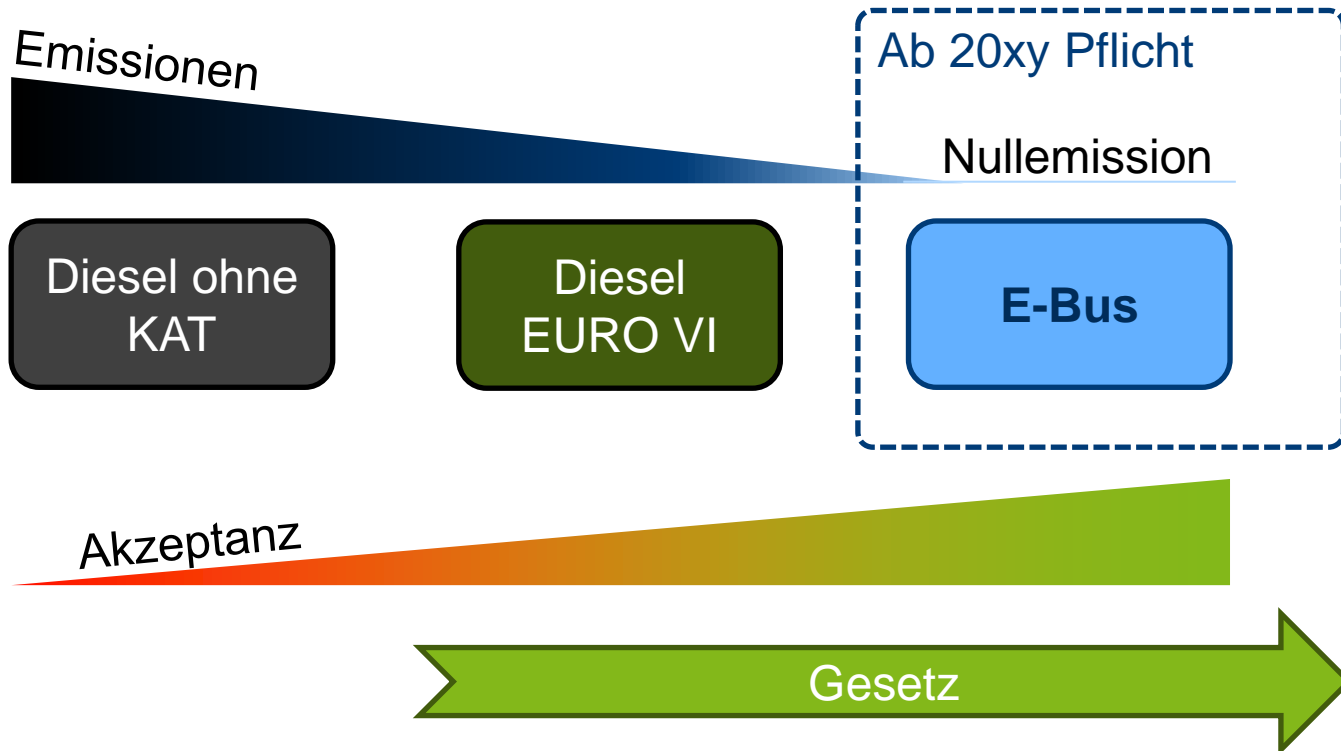 Emissionen
Ab 20xy Pflicht
Nullemission
Diesel ohne
KAT
Diesel
EURO VI
E-Bus
Akzeptanz
Gesetz